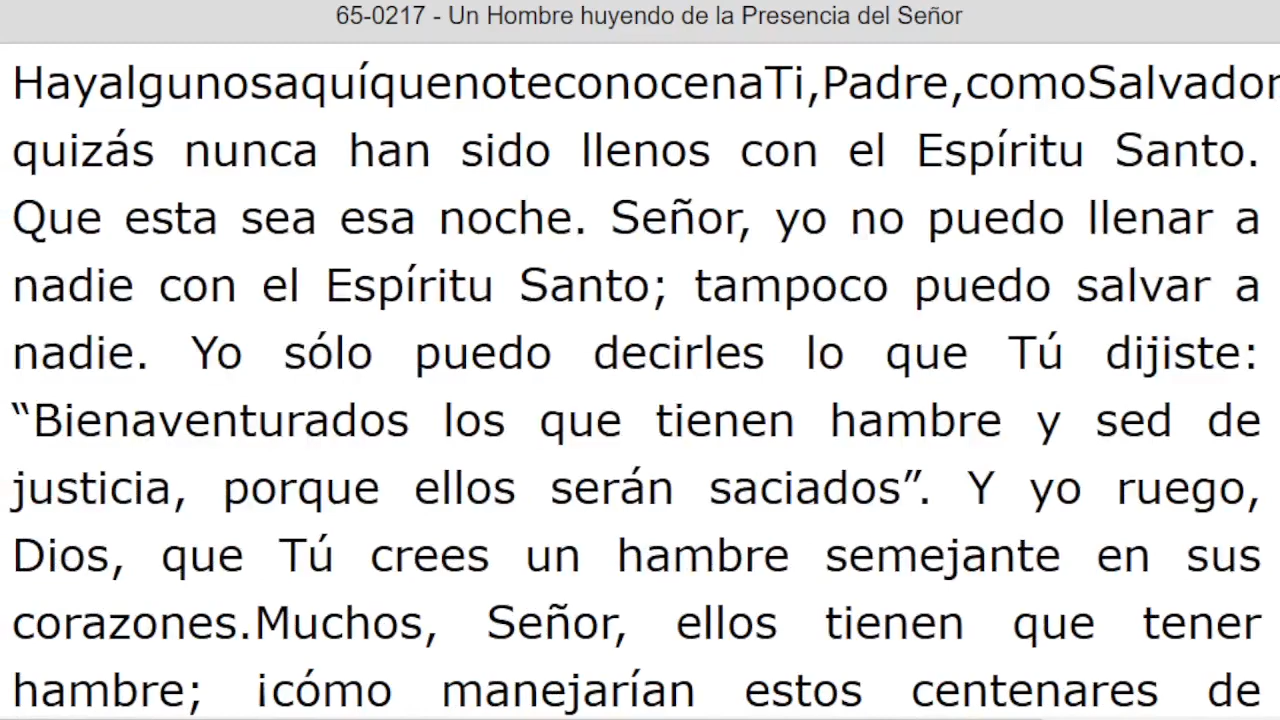 65-0217 - Un Hombre huyendo de la Presencia del Señor
HayalgunosaquíquenoteconocenaTi,Padre,comoSalvador
quizás nunca han sido llenos con el Espíritu Santo.
Que esta sea esa noche. Señor, yo no puedo llenar a
nadie con el Espíritu Santo; tampoco puedo salvar a
nadie. Yo sólo puedo decirles lo que Tú dijiste:
“Bienaventurados los que tienen hambre y sed de
justicia, porque ellos serán saciados”. Y yo ruego,
Dios, que Tú crees un hambre semejante en sus
corazones.Muchos, Señor, ellos tienen que tener
hambre; ¡cómo manejarían estos centenares de